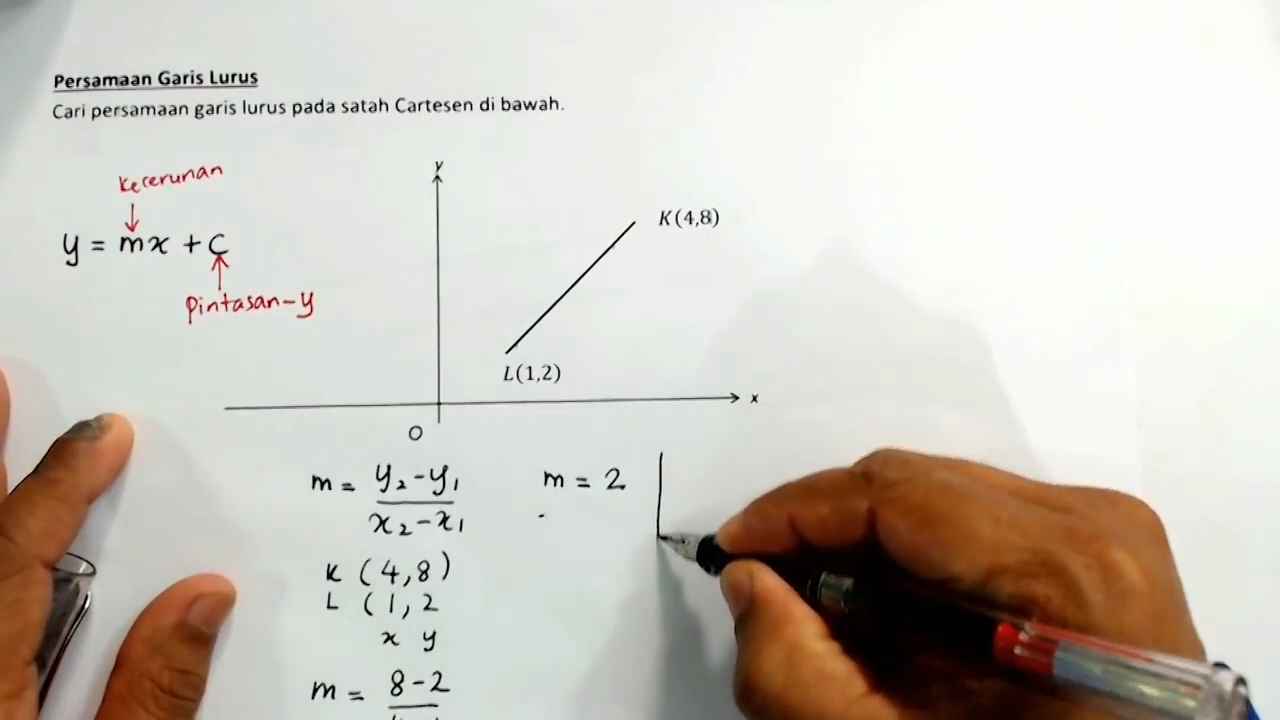 Persamaan Garis Lurus
Cari persamaan garis lurus pada satah Cartesen di bawah.
kecerunan
y = mx + c
pintasan-y
y
K(4,8)
L(1,2)
x
O
m = y₂-y₁
x₂-x₁
m = 2
K (4,8)
L (1,2
x y
m = 8-2